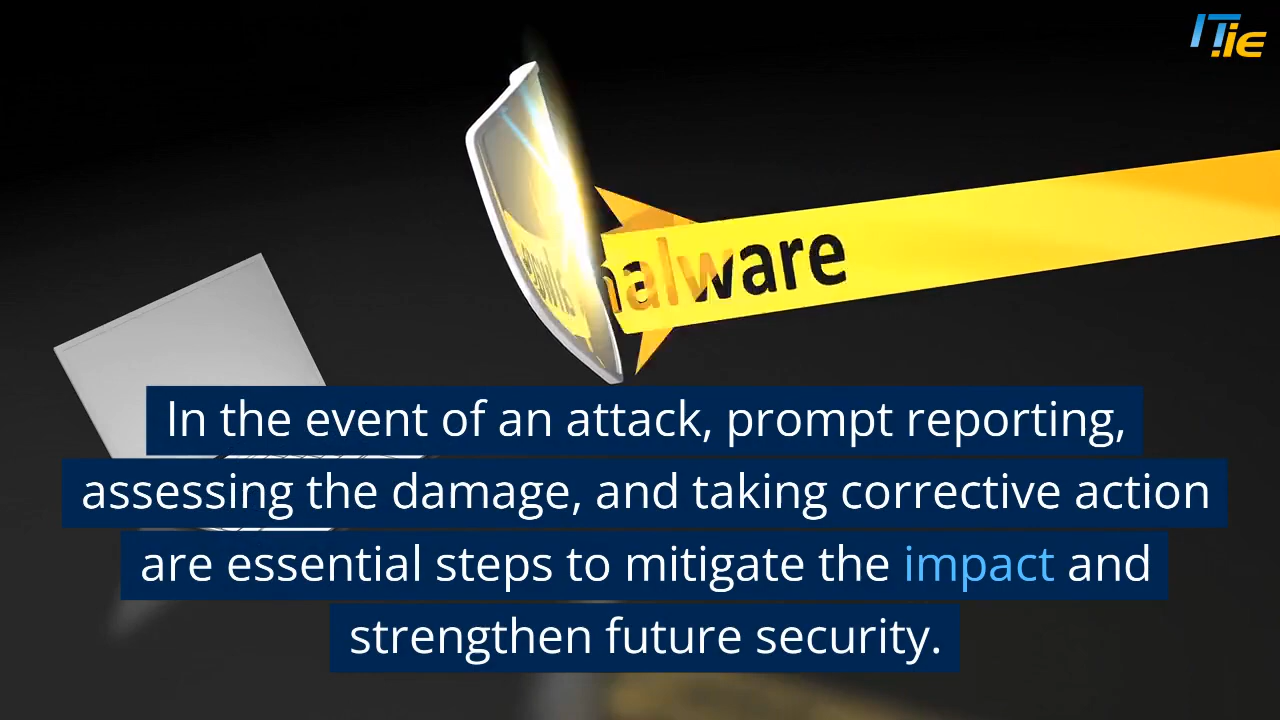 IT.ie
malware
In the event of an attack, prompt reporting,
assessing the damage, and taking corrective action
are essential steps to mitigate the impact and
strengthen future security.